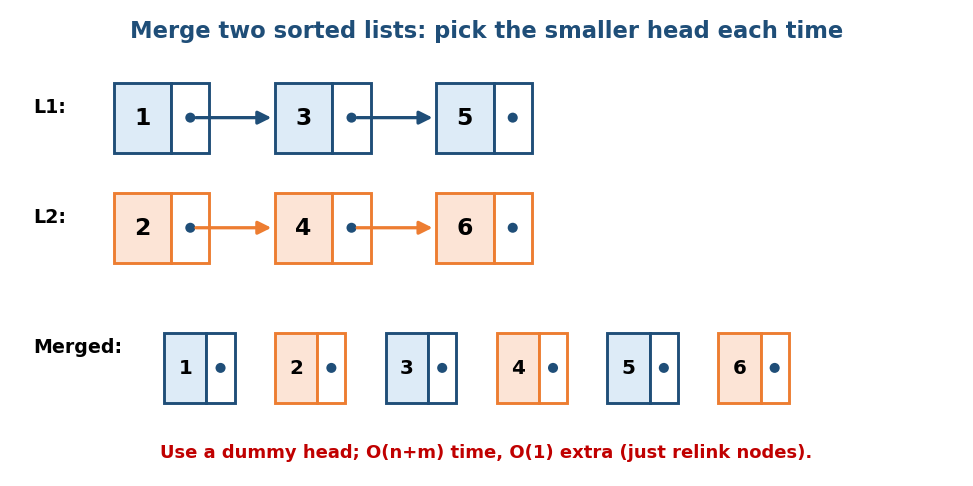 Merge two sorted lists: pick the smaller head each time
L1: 1 3 5
L2: 2 4 6
Merged: 1 2 3 4 5 6
Use a dummy head; O(n+m) time, O(1) extra (just relink nodes).